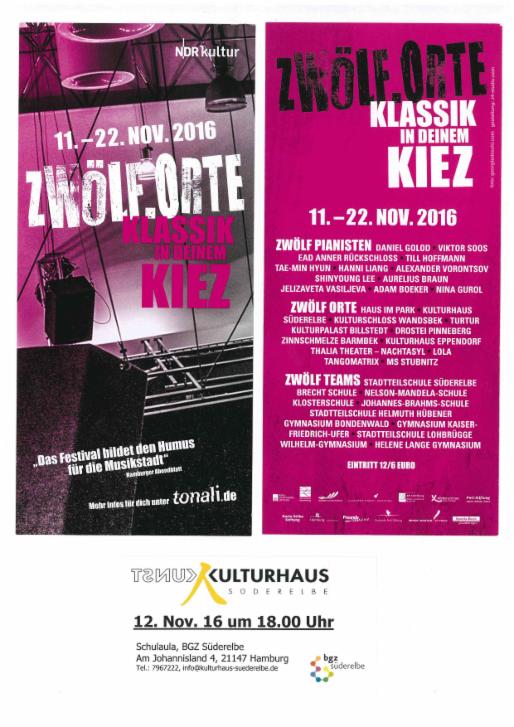 NDR kultur
11.–22. NOV. 2016
ZWÖLF.ORTE
KLASSIK
IN DEINEM
KIEZ
„Das Festival bildet den Humus
für die Musikstadt"
Hamburger Abendblatt
Mehr Infos für dich unter tonali.de
ZWÖLF.ORTE
KLASSIK
IN DEINEM
KIEZ
11.–22. NOV. 2016
ZWÖLF PIANISTEN DANIEL GOLOD • VIKTOR SOOS
EAD ANNER RÜCKSCHLOSS • TILL HOFFMANN
TAE-MIN HYUN • HANNI LIANG • ALEXANDER VORONTSOV
SHINYOUNG LEE • AURELIUS BRAUN
JELIZAVETA VASILJEVA • ADAM BOEKER • NINA GUROL
ZWÖLF ORTE HAUS IM PARK • KULTURHAUS
SÜDERELBE • KULTURSCHLOSS WANDSBEK • TURTUR
KULTURPALAST BILLSTEDT • DROSTEI PINNEBERG
ZINNSCHMELZE BARMBEK • KULTURHAUS EPPENDORF
THALIA THEATER – NACHTASYL • LOLA
TANGOMATRIX • MS STUBNITZ
ZWÖLF TEAMS STADTTEILSCHULE SÜDERELBE
BRECHT SCHULE • NELSON-MANDELA-SCHULE
KLOSTERSCHULE • JOHANNES-BRAHMS-SCHULE
STADTTEILSCHULE HELMUTH HÜBENER
GYMNASIUM BONDENWALD • GYMNASIUM KAISER-
FRIEDRICH-UFER • STADTTEILSCHULE LOHBRÜGGE
WILHELM-GYMNASIUM • HELENE LANGE GYMNASIUM
EINTRITT 12/6 EURO
KUNST KULTURHAUS
SÜDERELBE
12. Nov. 16 um 18.00 Uhr
Schulaula, BGZ Süderelbe
Am Johannisland 4, 21147 Hamburg
Tel.: 7967222, info@kulturhaus-suederelbe.de
bgz
süderelbe